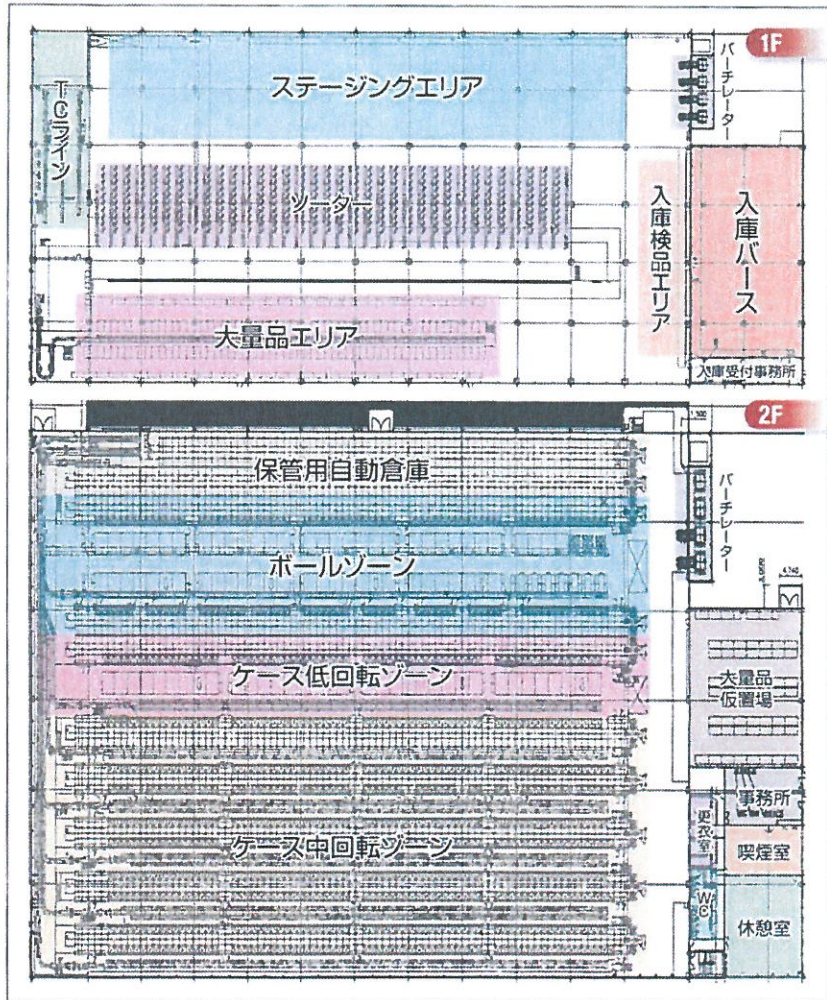 1F
ステージングエリア
バーチレーター
TCライン
ソーター
入庫検品エリア
入庫バース
大量品エリア
入庫受付事務所
2F
保管用自動倉庫
バーチレーター
ボールゾーン
4,740
ケース低回転ゾーン
大量品
仮置場
事務所
更衣室
ケース中回転ゾーン
喫煙室
WC
休憩室